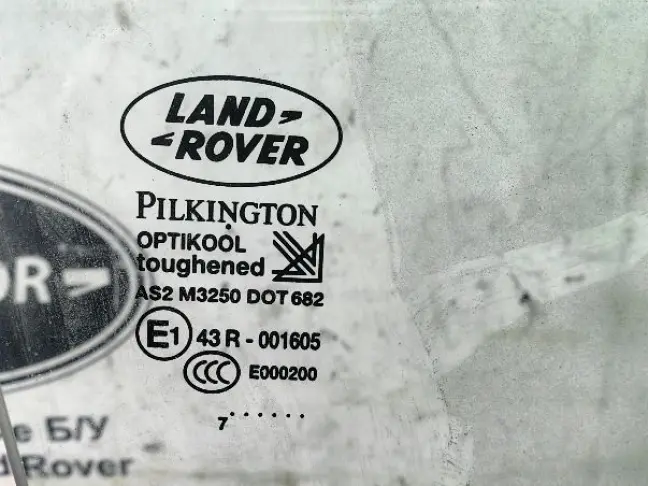 LAND
ROVER
PILKINGTON
OPTIKOOL
toughened
AS2 M3250 DOT 682
E1 43 R - 001605
CCC E000200
7 . . . . . .
OR
е Б/У
d Rover